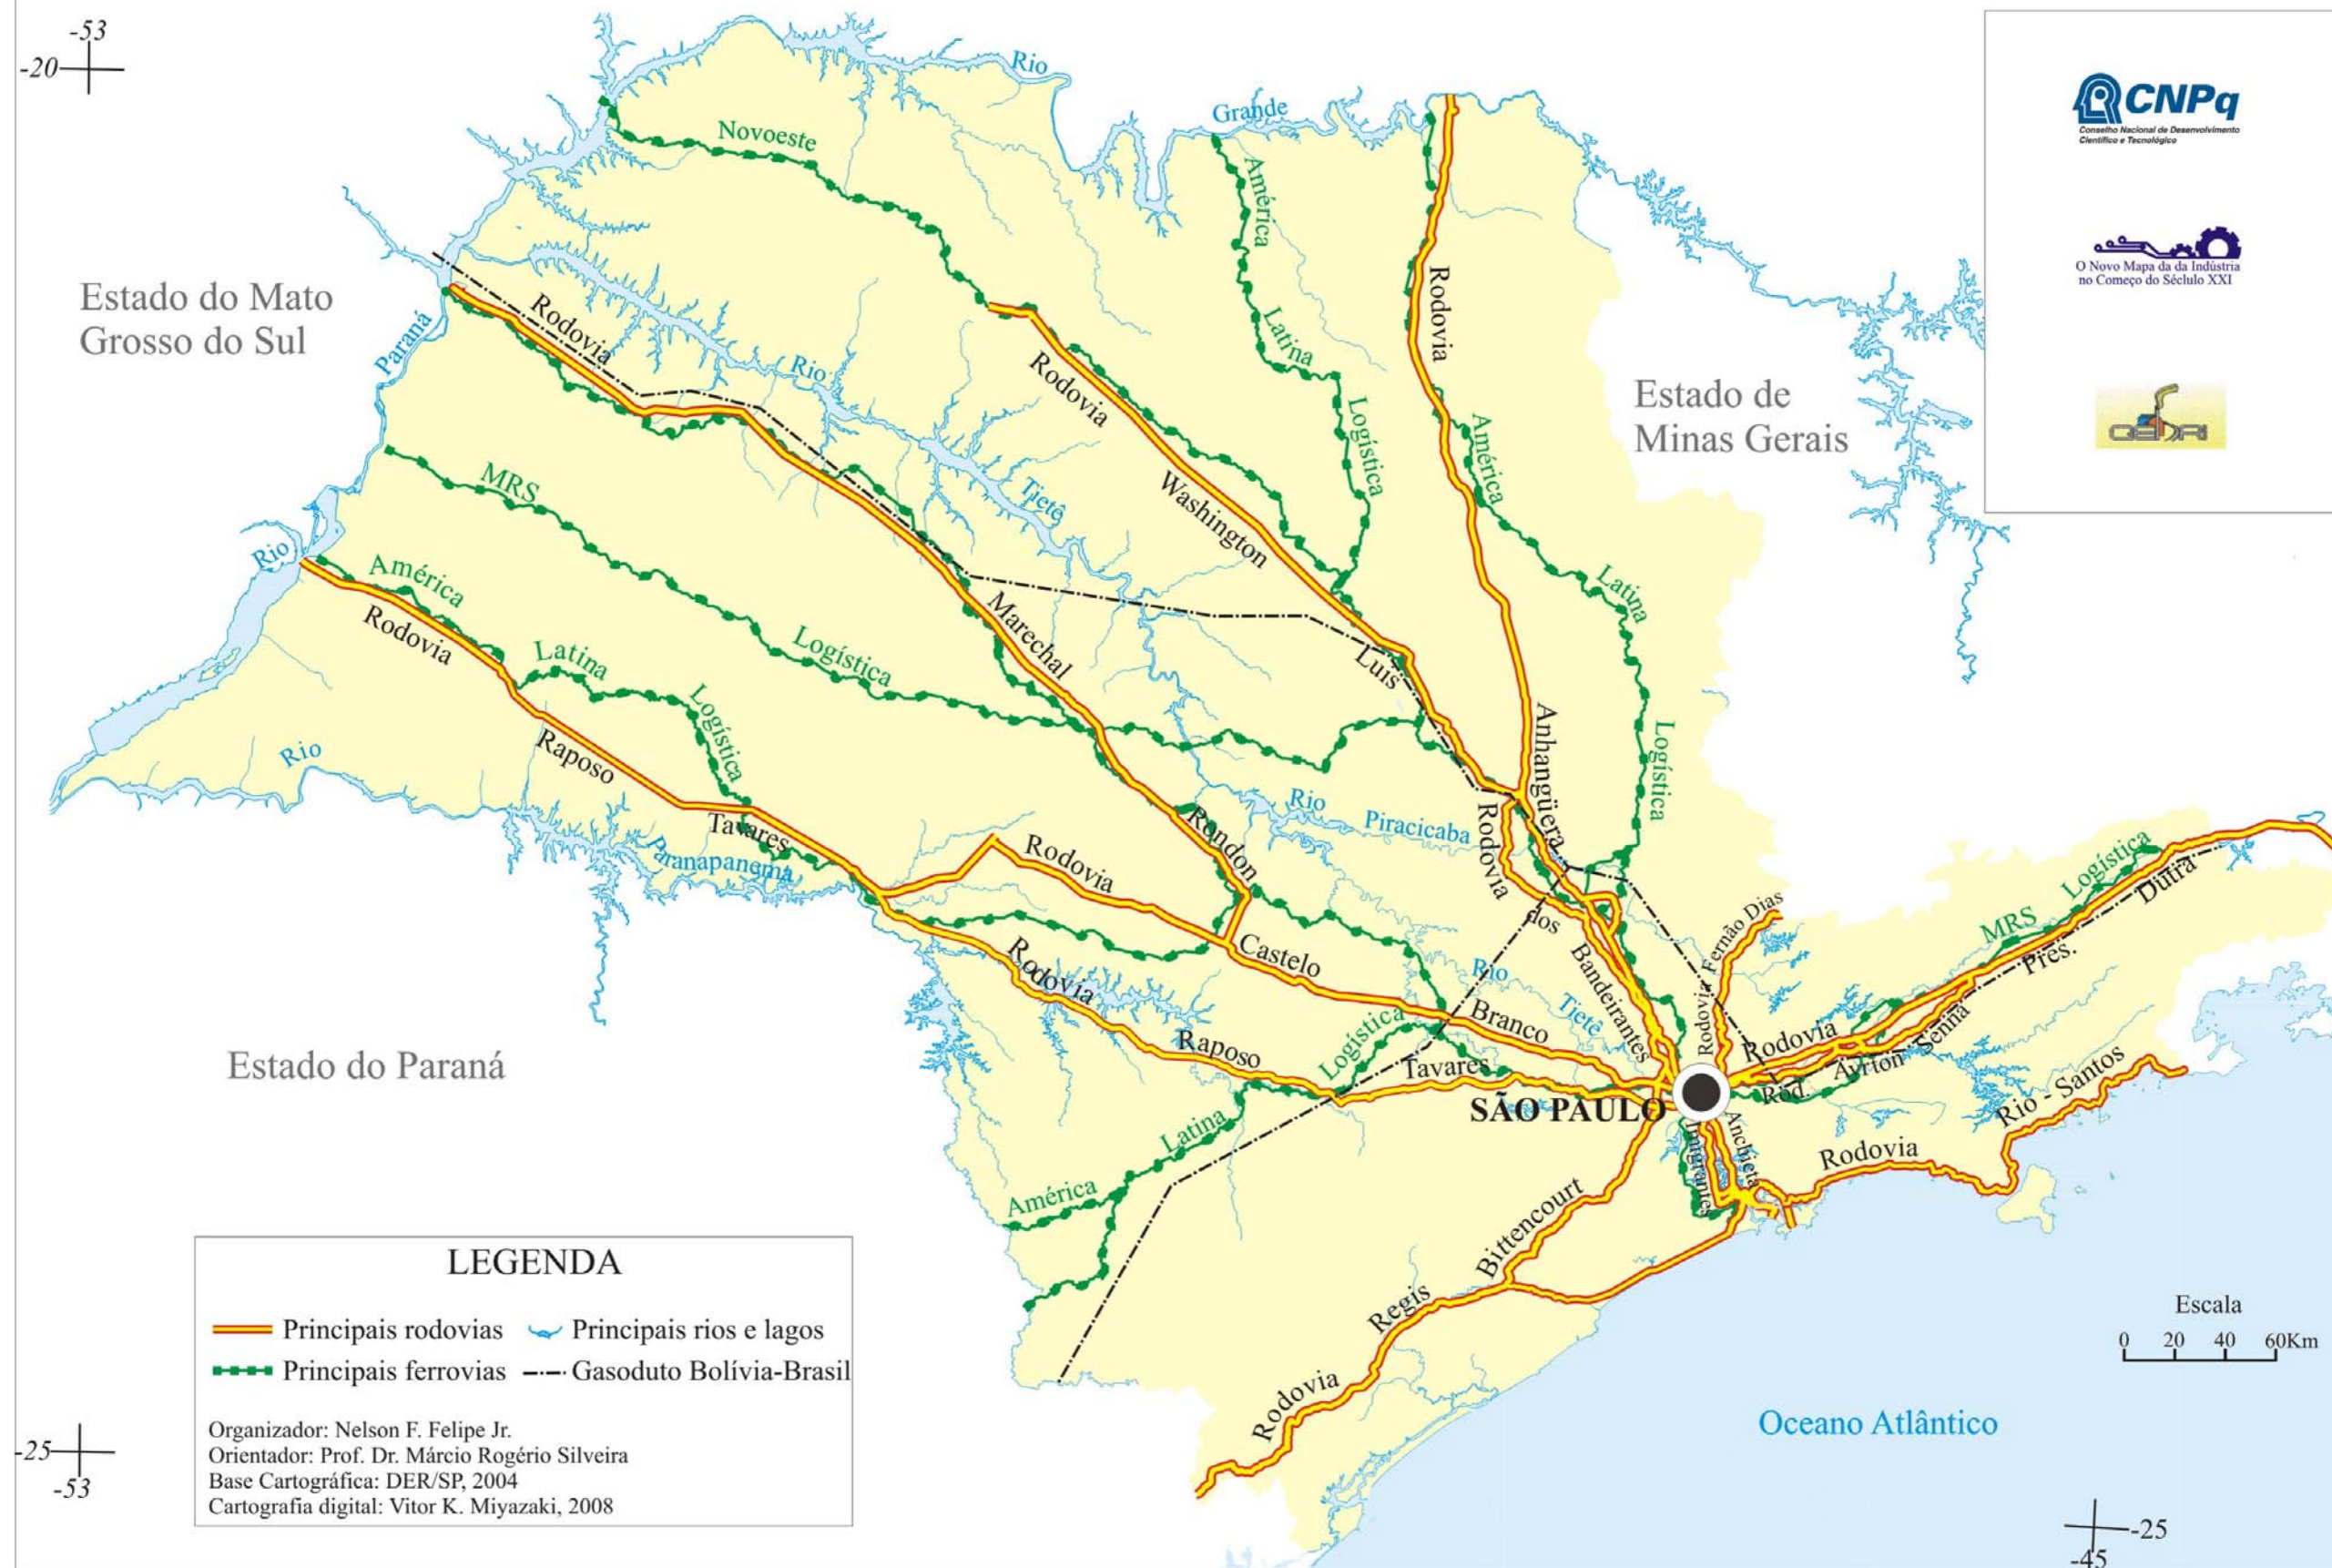 -53
-20
Rio
Grande
Novoeste
América
Latina
Logística
Rodovia
CNPq
Conselho Nacional de Desenvolvimento
Científico e Tecnológico
O Novo Mapa da da Indústria
no Começo do Séclulo XXI
Estado do Mato
Grosso do Sul
Paraná
Rodovia
Rio
Rodovia
Washington
Luis
Tietê
América
Latina
Logística
Estado de
Minas Gerais
MRS
Logística
Marechal
Rondon
Rio
América
Latina
Logística
Rodovia
Raposo
Tavares
Rio
Paranapanema
Anhangüera
Rio
Piracicaba
Rodovia
dos
Bandeirantes
Rodovia
Castelo
Branco
Rio
Tietê
Rodovia
Raposo
Tavares
Logística
Latina
América
Rodovia Fernão Dias
MRS
Logística
Rodovia
Pres.
Dutra
Rod.
Ayrton Senna
SÃO PAULO
Imigrantes
Anchieta
Rodovia
Rio - Santos
Estado do Paraná
Rodovia
Regis
Bittencourt
LEGENDA
Principais rodovias
Principais rios e lagos
Principais ferrovias
Gasoduto Bolívia-Brasil
Organizador: Nelson F. Felipe Jr.
Orientador: Prof. Dr. Márcio Rogério Silveira
Base Cartográfica: DER/SP, 2004
Cartografia digital: Vitor K. Miyazaki, 2008
-25
-53
Escala
0 20 40 60Km
Oceano Atlântico
-25
-45